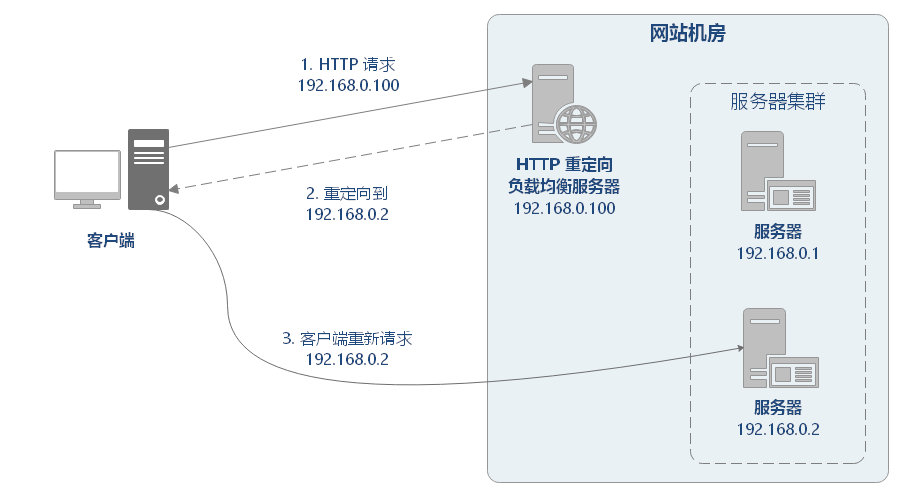 网站机房
1. HTTP 请求
192.168.0.100
服务器集群
HTTP 重定向
负载均衡服务器
192.168.0.100
2. 重定向到
192.168.0.2
客户端
服务器
192.168.0.1
3. 客户端重新请求
192.168.0.2
服务器
192.168.0.2